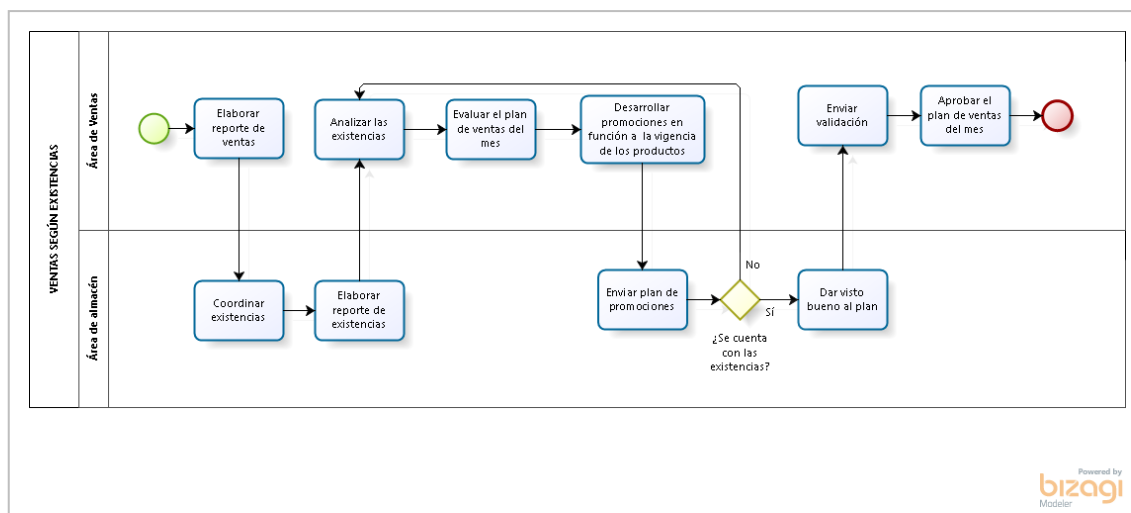 VENTAS SEGÚN EXISTENCIAS
Área de Ventas
Elaborar
reporte de
ventas
Analizar las
existencias
Evaluar el plan
de ventas del
mes
Desarrollar
promociones en
función a la vigencia
de los productos
Enviar
validación
Aprobar el
plan de ventas
del mes
Área de almacén
Coordinar
existencias
Elaborar
reporte de
existencias
Enviar plan de
promociones
No
Sí
¿Se cuenta
con las
existencias?
Dar visto
bueno al plan
Powered by
bizagi
Modeler